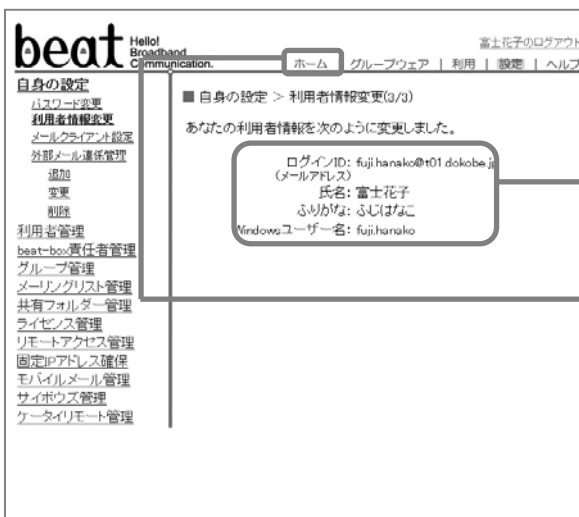 beat Hello!
Broadband
Communication.
富士花子のログアウト
ホーム | グループウェア | 利用 | 設定 | ヘルプ
自身の設定
パスワード変更
利用者情報変更
メールクライアント設定
外部メール連係管理
追加
変更
削除
利用者管理
beat-box責任者管理
グループ管理
メーリングリスト管理
共有フォルダー管理
ライセンス管理
リモートアクセス管理
固定IPアドレス確保
モバイルメール管理
サイボウズ管理
ケータイリモート管理
■ 自身の設定 > 利用者情報変更(3/3)
あなたの利用者情報を次のように変更しました。
ログインID: fuji.hanako@t01.dokobe.jp
(メールアドレス)
氏名: 富士花子
ふりがな: ふじはなこ
Windowsユーザー名: fuji.hanako